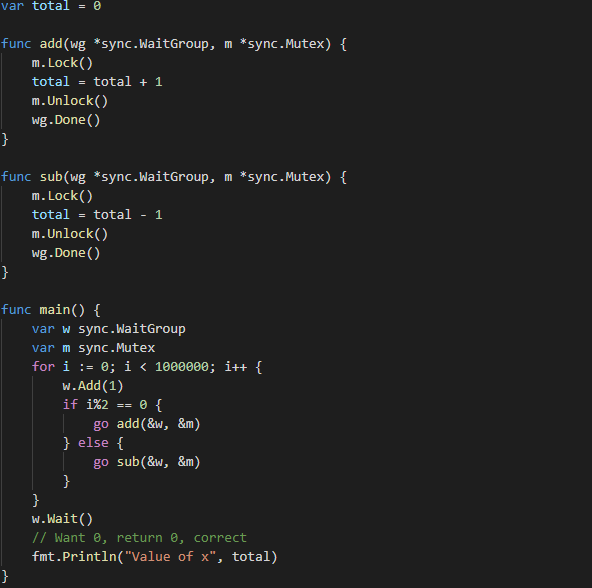 var total = 0
func add(wg *sync.WaitGroup, m *sync.Mutex) {
m.Lock()
total = total + 1
m.Unlock()
wg.Done()
}
func sub(wg *sync.WaitGroup, m *sync.Mutex) {
m.Lock()
total = total - 1
m.Unlock()
wg.Done()
}
func main() {
var w sync.WaitGroup
var m sync.Mutex
for i := 0; i < 1000000; i++ {
w.Add(1)
if i%2 == 0 {
go add(&w, &m)
} else {
go sub(&w, &m)
}
}
w.Wait()
// Want 0, return 0, correct
fmt.Println("Value of x", total)
}